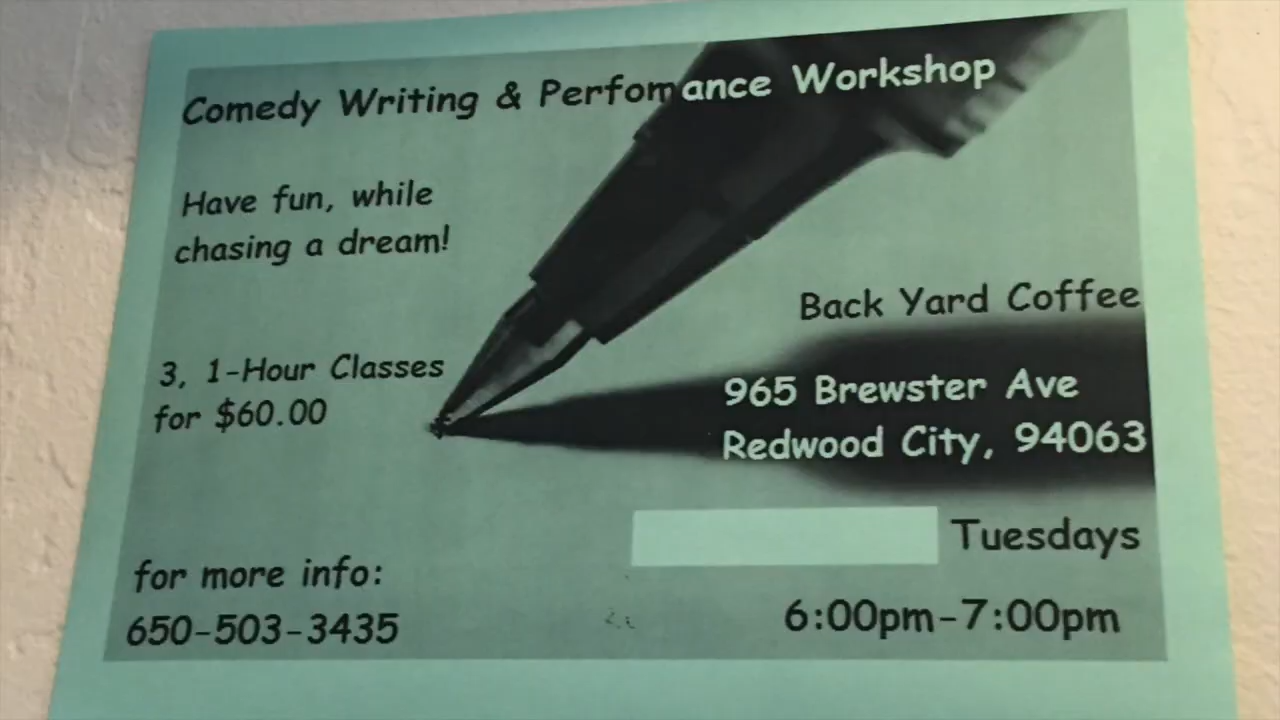 Comedy Writing & Perfomance Workshop
Have fun, while
chasing a dream!
3, 1-Hour Classes
for $60.00
Back Yard Coffee
965 Brewster Ave
Redwood City, 94063
Tuesdays
6:00pm-7:00pm
for more info:
650-503-3435